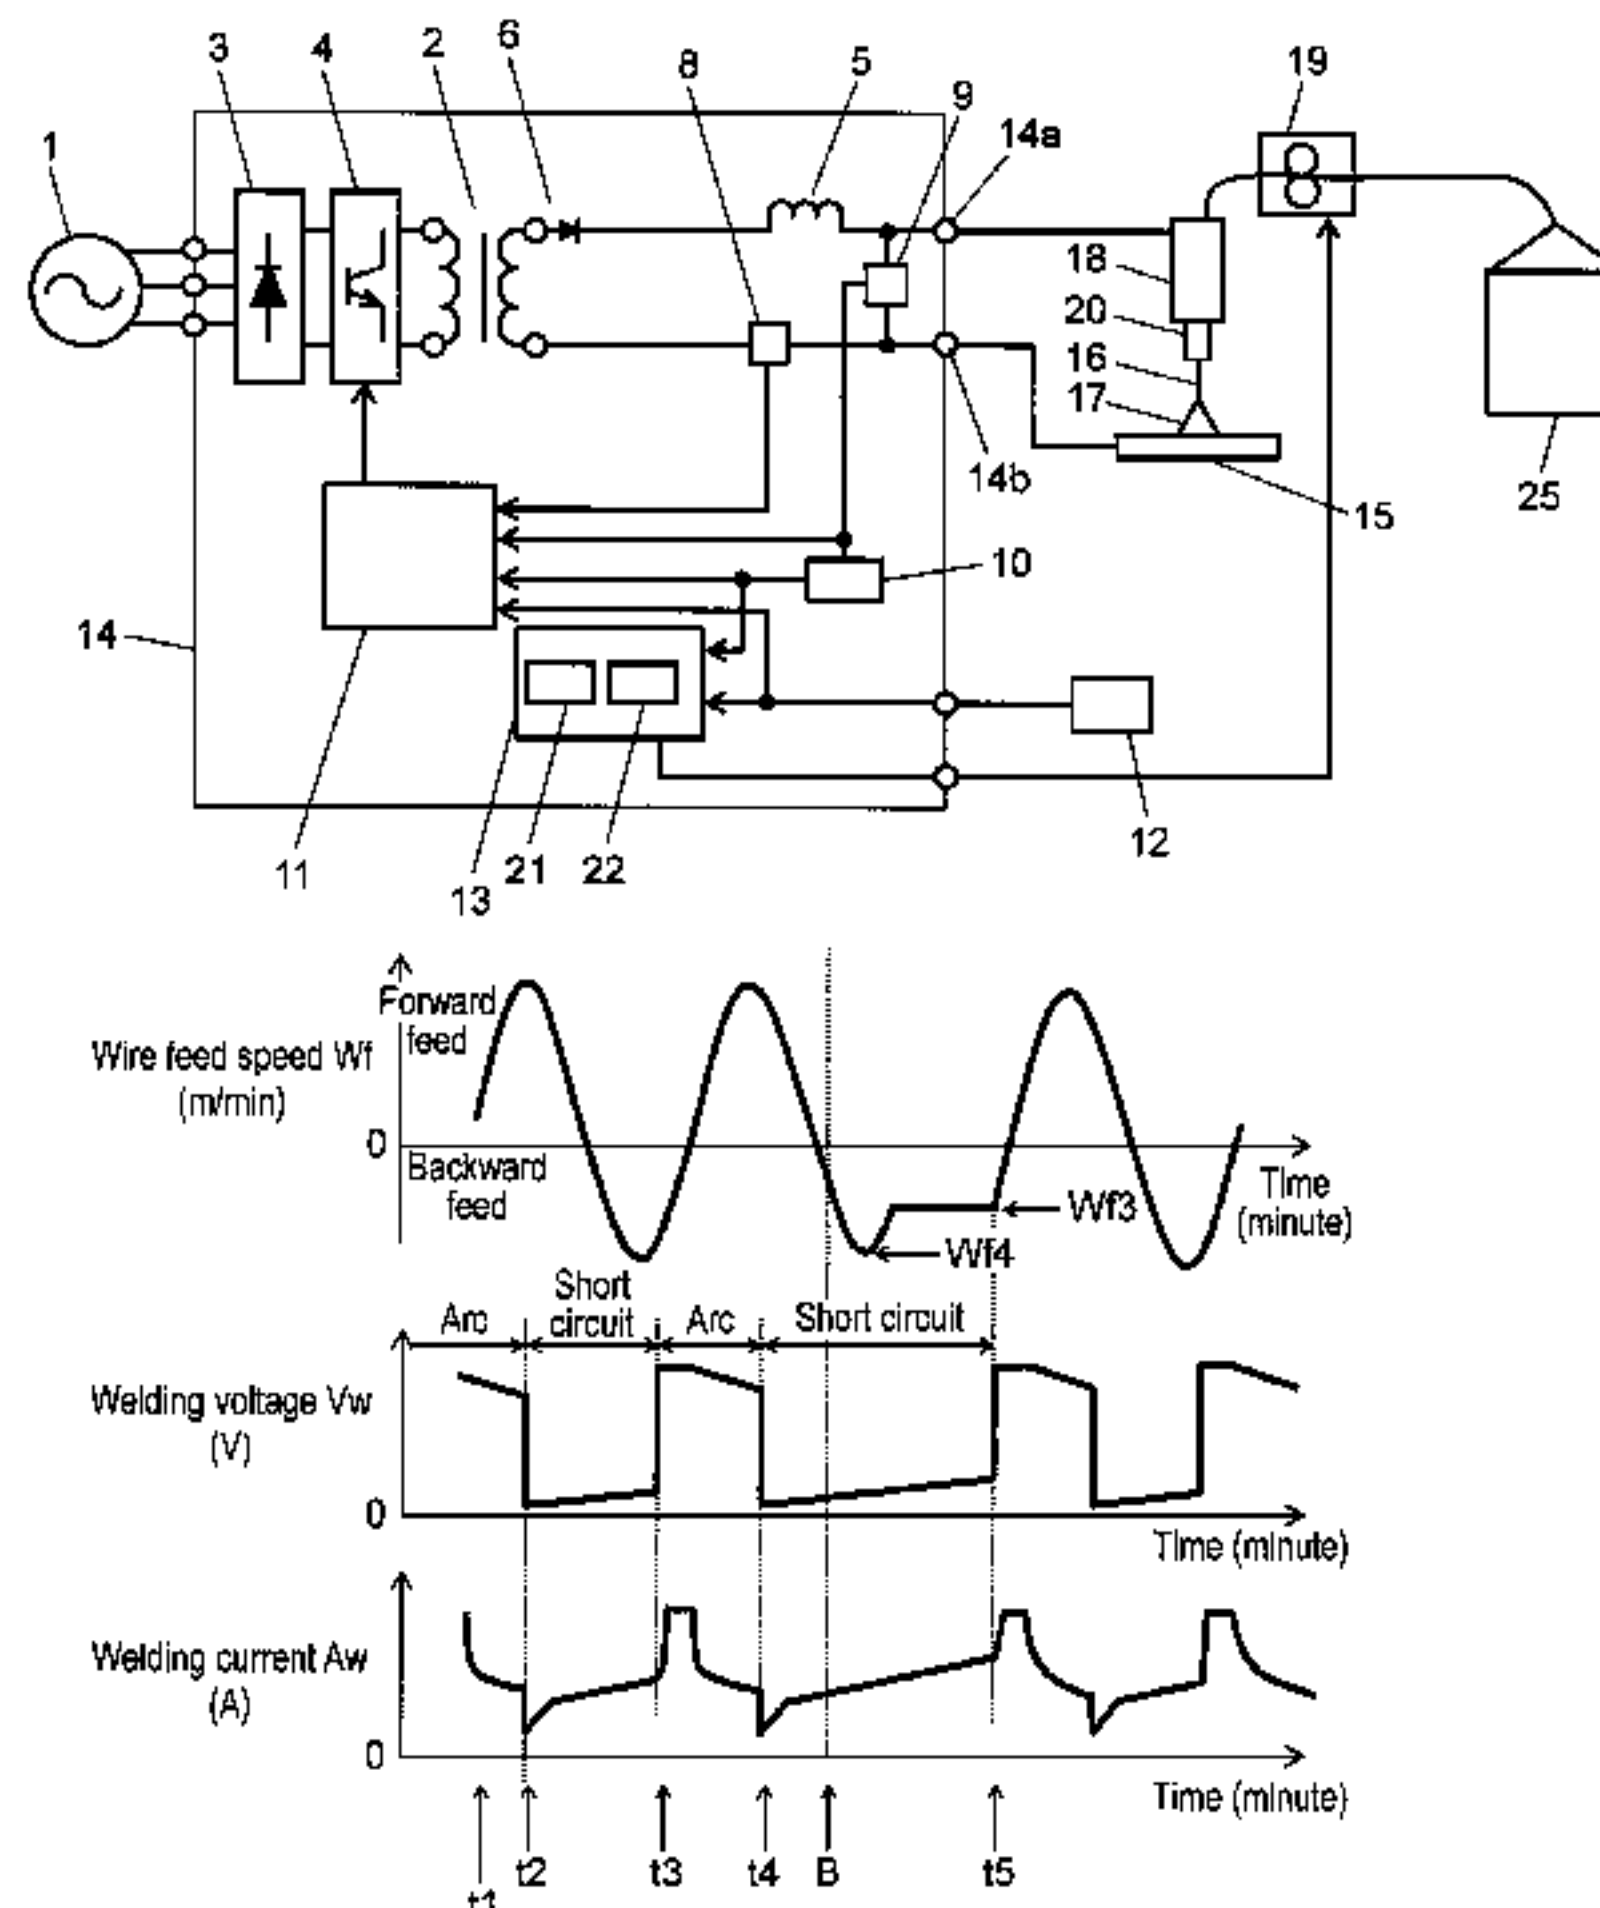 3
4
2
6
8
5
9
19
1
14a
18
20
16
17
14b
25
15
10
14
12
11
21
22
13
Forward
feed
Wire feed speed Wf
(m/min)
0
Backward
feed
Time
(minute)
Wf3
Wf4
Arc
Short
circuit
Arc
Short circuit
Welding voltage Vw
(V)
0
Time (minute)
Welding current Aw
(A)
0
Time (minute)
t2
t3
t4
B
t5
t1